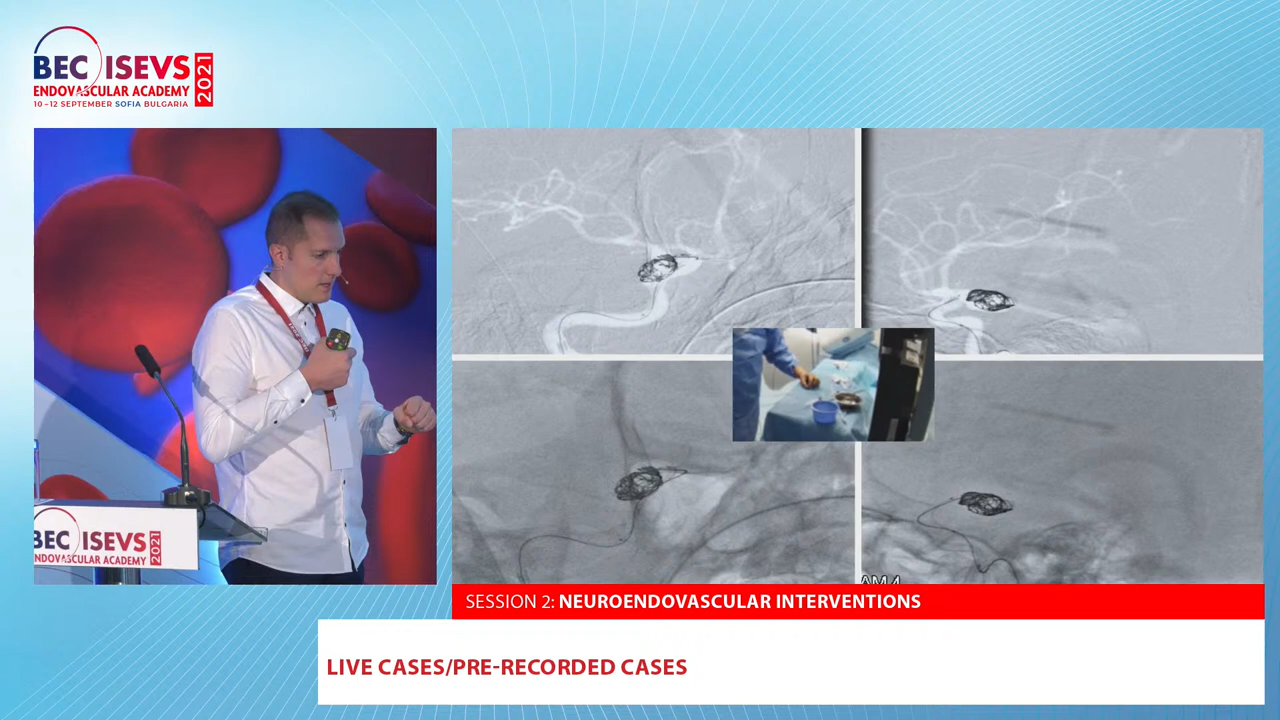 BEC ISEVS
2021
ENDOVASCULAR ACADEMY
10–12 SEPTEMBER SOFIA BULGARIA
BEC ISEVS
2021
ENDOVASCULAR ACADEMY
SESSION 2: NEUROENDOVASCULAR INTERVENTIONS
LIVE CASES/PRE-RECORDED CASES